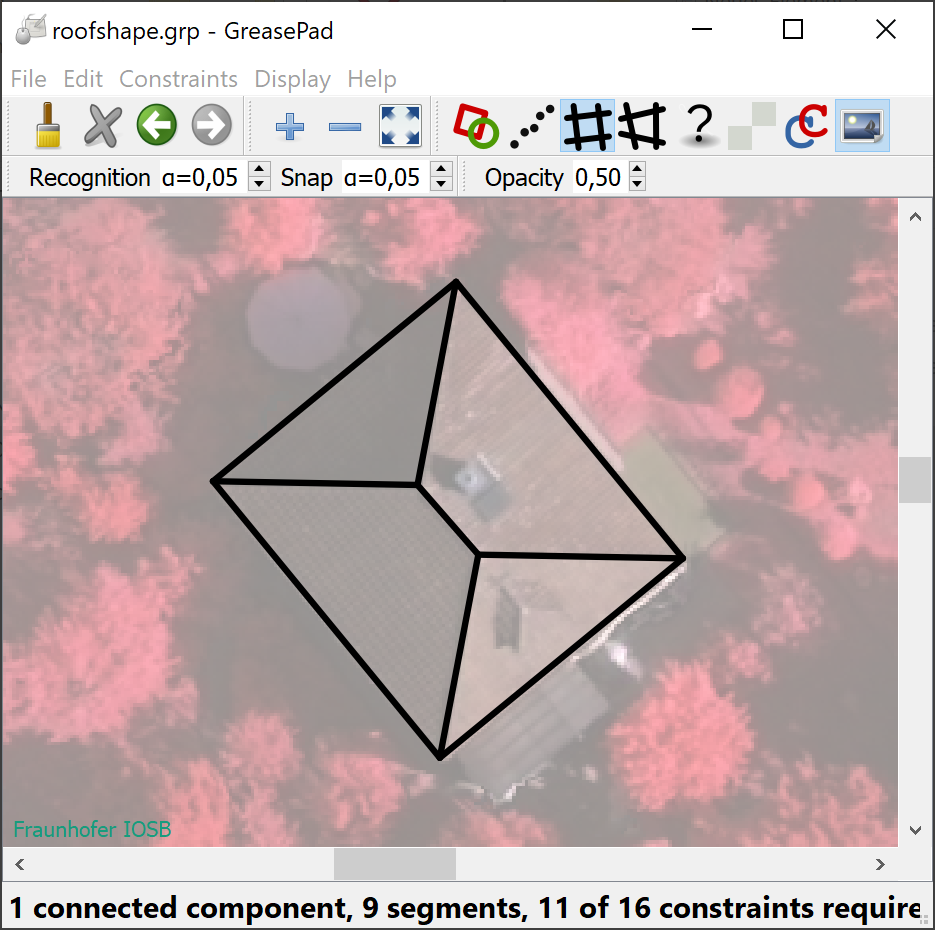 roofshape.grp - GreasePad
File Edit Constraints Display Help
?
Recognition α=0,05 Snap α=0,05 Opacity 0,50
Fraunhofer IOSB
1 connected component, 9 segments, 11 of 16 constraints require